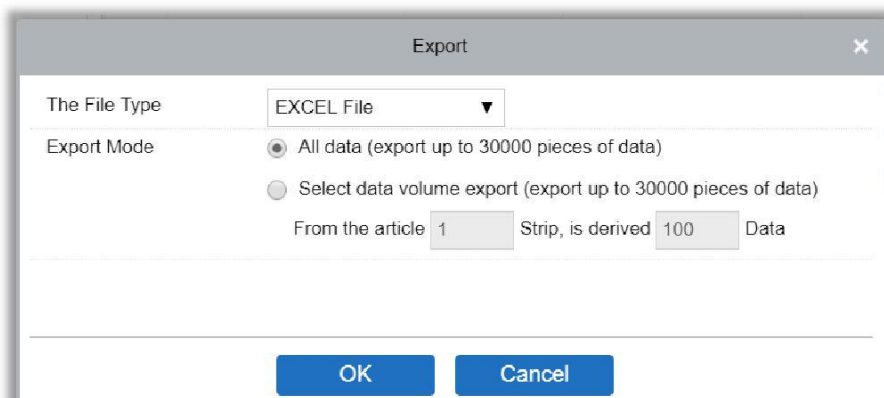 Export ×
The File Type EXCEL File ▼
Export Mode All data (export up to 30000 pieces of data)
Select data volume export (export up to 30000 pieces of data)
From the article 1 Strip, is derived 100 Data
OK Cancel